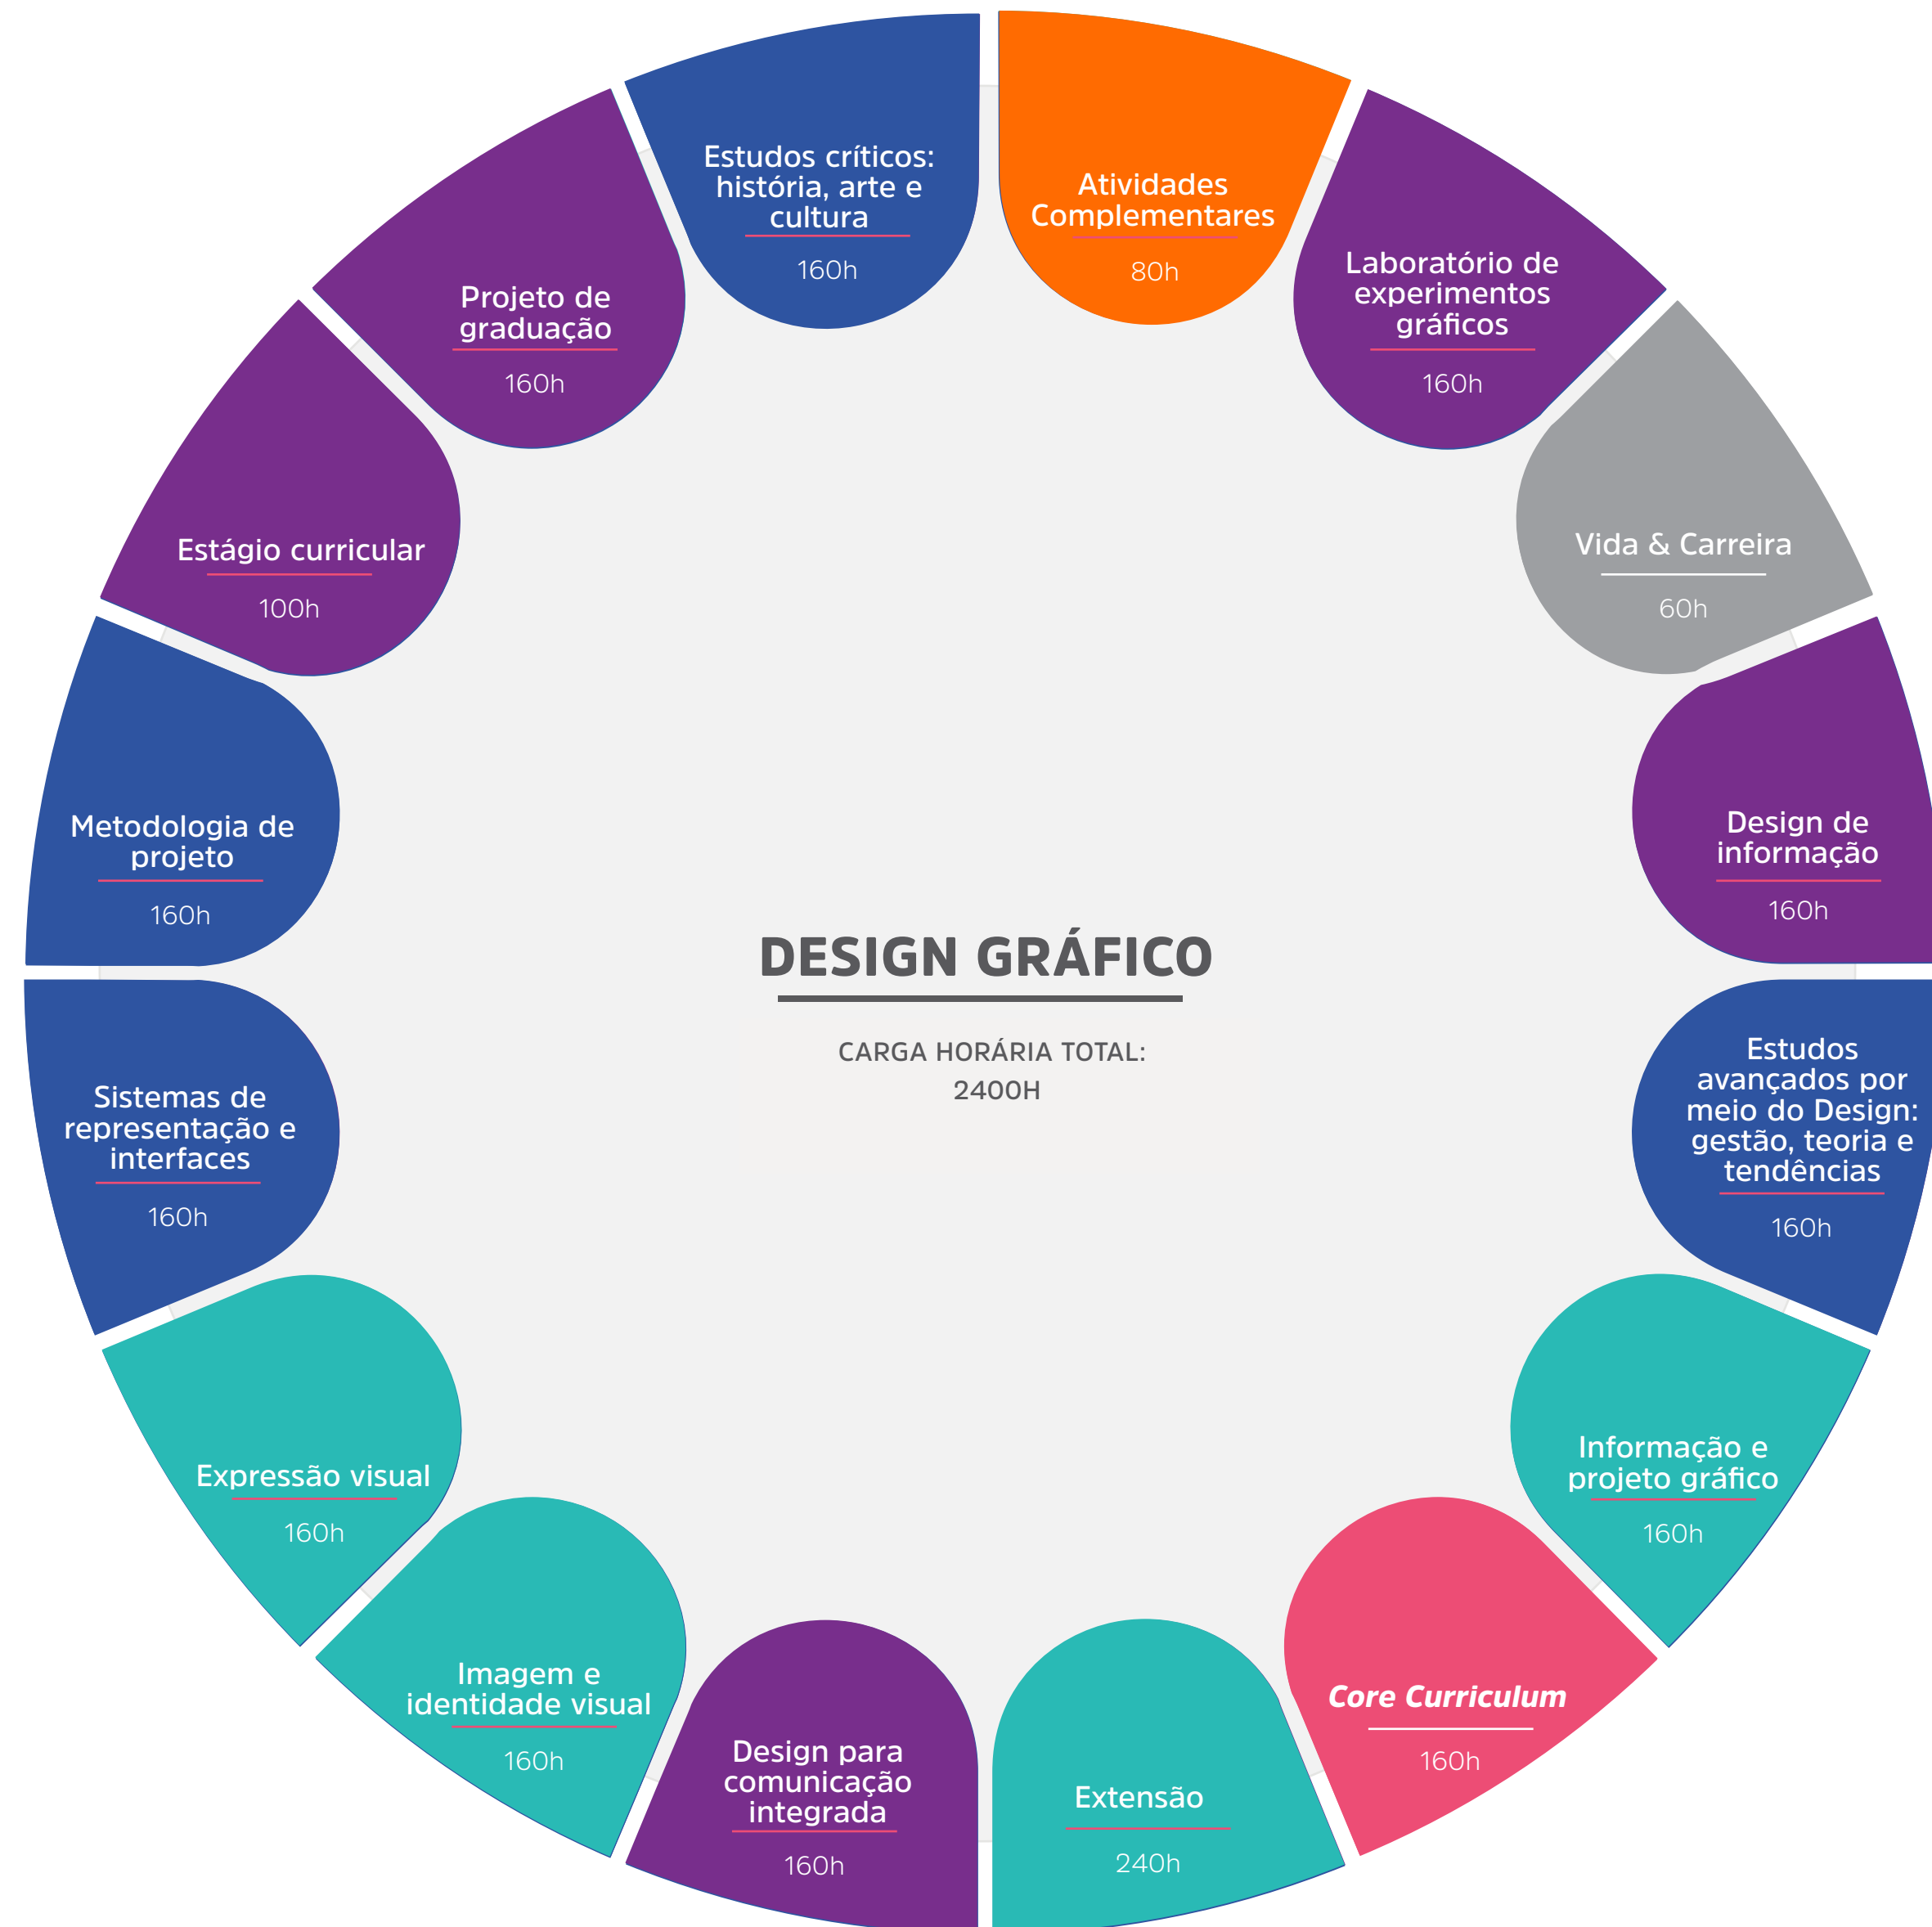 Atividades
Complementares
80h
Laboratório de
experimentos
gráficos
160h
Vida & Carreira
60h
Design de
informação
160h
Estudos
avançados por
meio do Design:
gestão, teoria e
tendências
160h
Informação e
projeto gráfico
160h
Core Curriculum
160h
Extensão
240h
Design para
comunicação
integrada
160h
Imagem e
identidade visual
160h
Expressão visual
160h
Sistemas de
representação e
interfaces
160h
Metodologia de
projeto
160h
Estágio curricular
100h
Projeto de
graduação
160h
Estudos críticos:
história, arte e
cultura
160h
DESIGN GRÁFICO
CARGA HORÁRIA TOTAL:
2400H